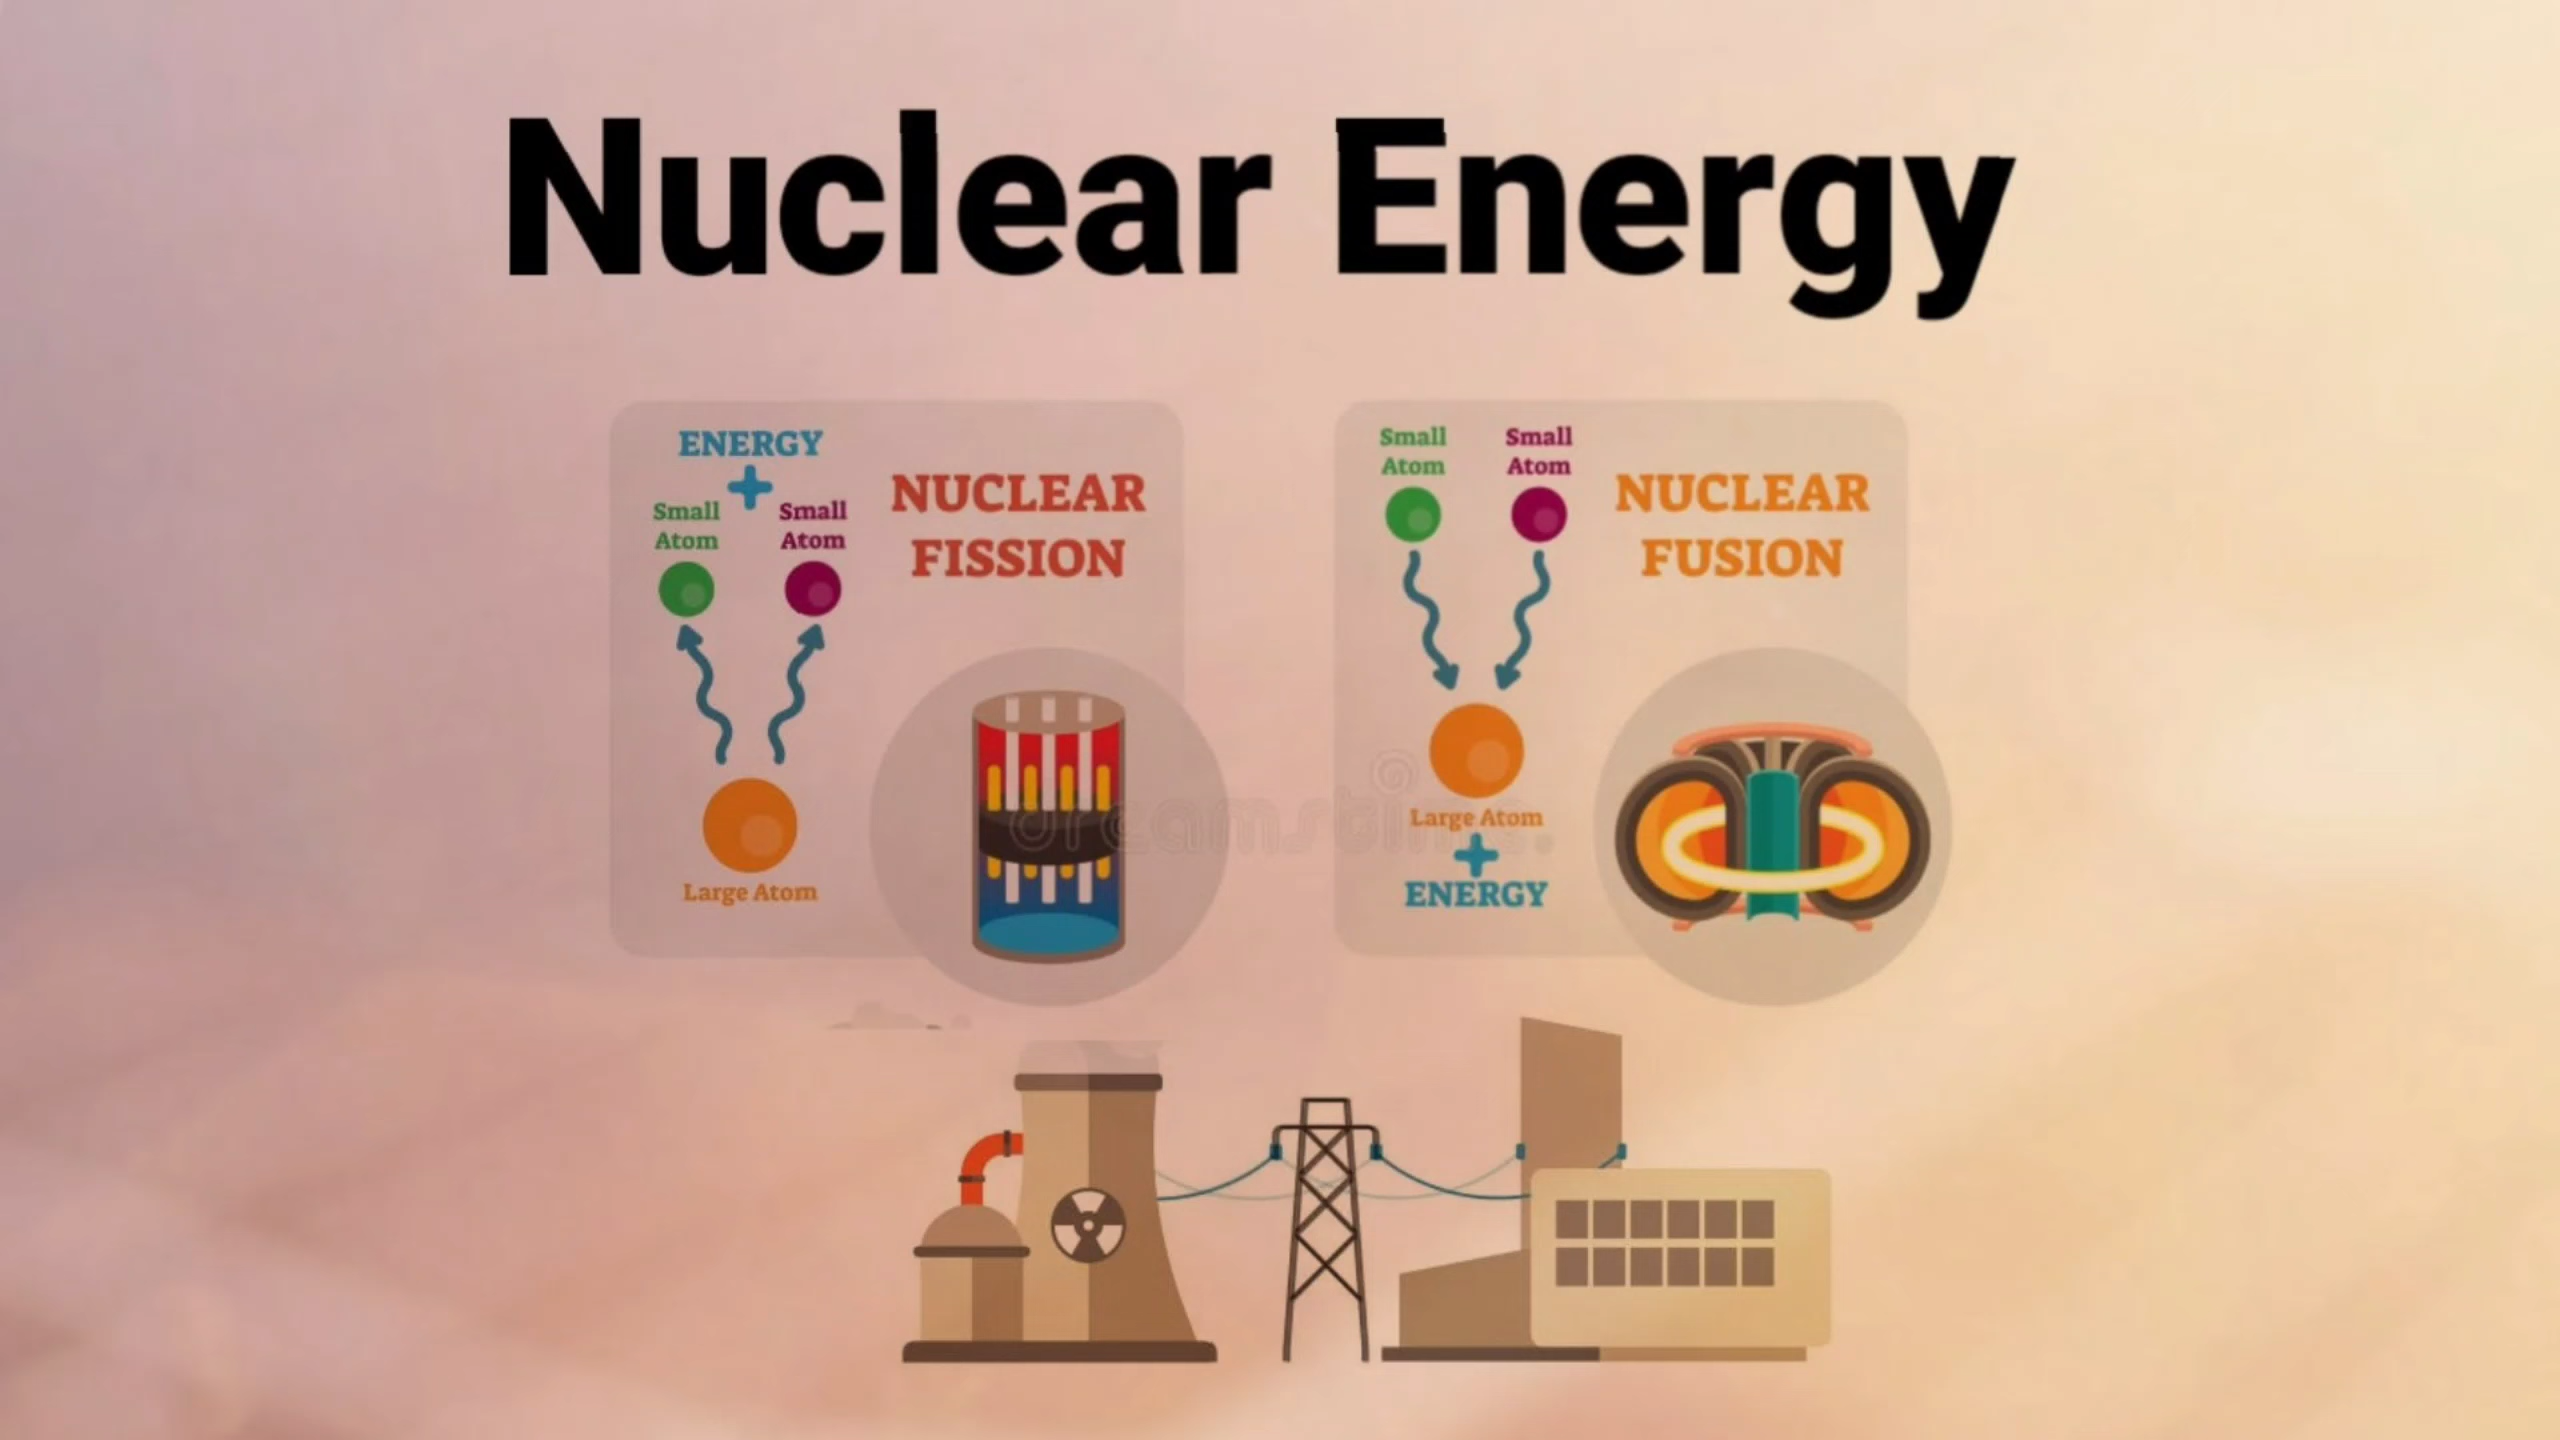 Nuclear Energy
ENERGY
+
Small Small
Atom Atom
Large Atom
NUCLEAR
FISSION
Small Small
Atom Atom
Large Atom
+
ENERGY
NUCLEAR
FUSION
dreamstime.